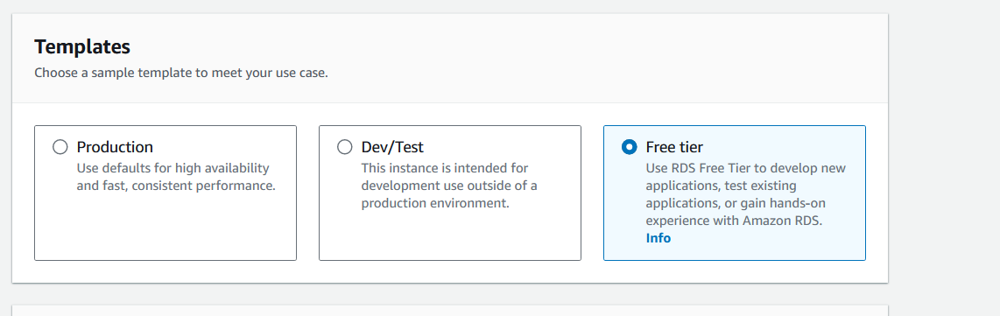 Templates
Choose a sample template to meet your use case.
Production
Use defaults for high availability
and fast, consistent performance.
Dev/Test
This instance is intended for
development use outside of a
production environment.
Free tier
Use RDS Free Tier to develop new
applications, test existing
applications, or gain hands-on
experience with Amazon RDS.
Info